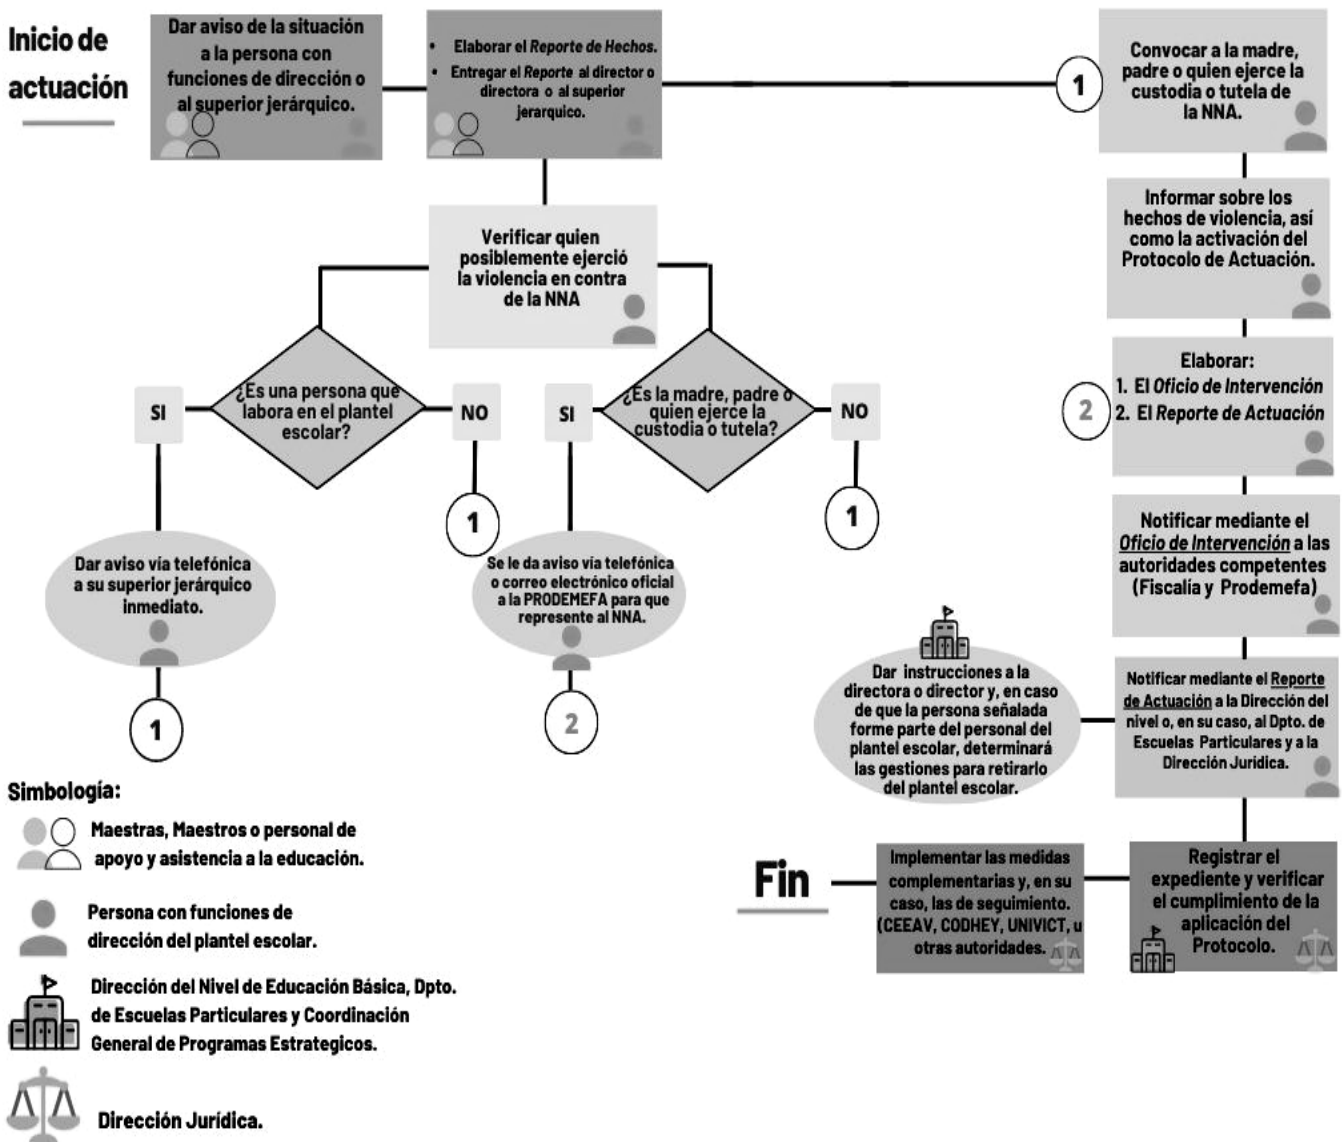 Inicio de
actuación
Dar aviso de la situación
a la persona con
funciones de dirección o
al superior jerárquico.
• Elaborar el Reporte de Hechos.
• Entregar el Reporte al director o
directora o al superior
jerarquico.
1
Convocar a la madre,
padre o quien ejerce la
custodia o tutela de
la NNA.
Informar sobre los
hechos de violencia, así
como la activación del
Protocolo de Actuación.
Verificar quien
posiblemente ejerció
la violencia en contra
de la NNA
¿Es una persona que
labora en el plantel
escolar?
SI
NO
¿Es la madre, padre o
quien ejerce la
custodia o tutela?
SI
NO
1
1
Dar aviso vía telefónica
a su superior jerárquico
inmediato.
1
Se le da aviso vía telefónica
o correo electrónico oficial
a la PRODEMEFA para que
represente al NNA.
2
2
Elaborar:
1. El Oficio de Intervención
2. El Reporte de Actuación
Notificar mediante el
Oficio de Intervención a las
autoridades competentes
(Fiscalía y Prodemefa)
Notificar mediante el Reporte
de Actuación a la Dirección del
nivel o, en su caso, al Dpto. de
Escuelas Particulares y a la
Dirección Jurídica.
Dar instrucciones a la
directora o director y, en caso
de que la persona señalada
forme parte del personal del
plantel escolar, determinará
las gestiones para retirarlo
del plantel escolar.
Registrar el
expediente y verificar
el cumplimiento de la
aplicación del
Protocolo.
Implementar las medidas
complementarias y, en su
caso, las de seguimiento.
(CEEAV, CODHEY, UNIVICT, u
otras autoridades.
Fin
Simbología:
Maestras, Maestros o personal de
apoyo y asistencia a la educación.
Persona con funciones de
dirección del plantel escolar.
Dirección del Nivel de Educación Básica, Dpto.
de Escuelas Particulares y Coordinación
General de Programas Estrategicos.
Dirección Jurídica.